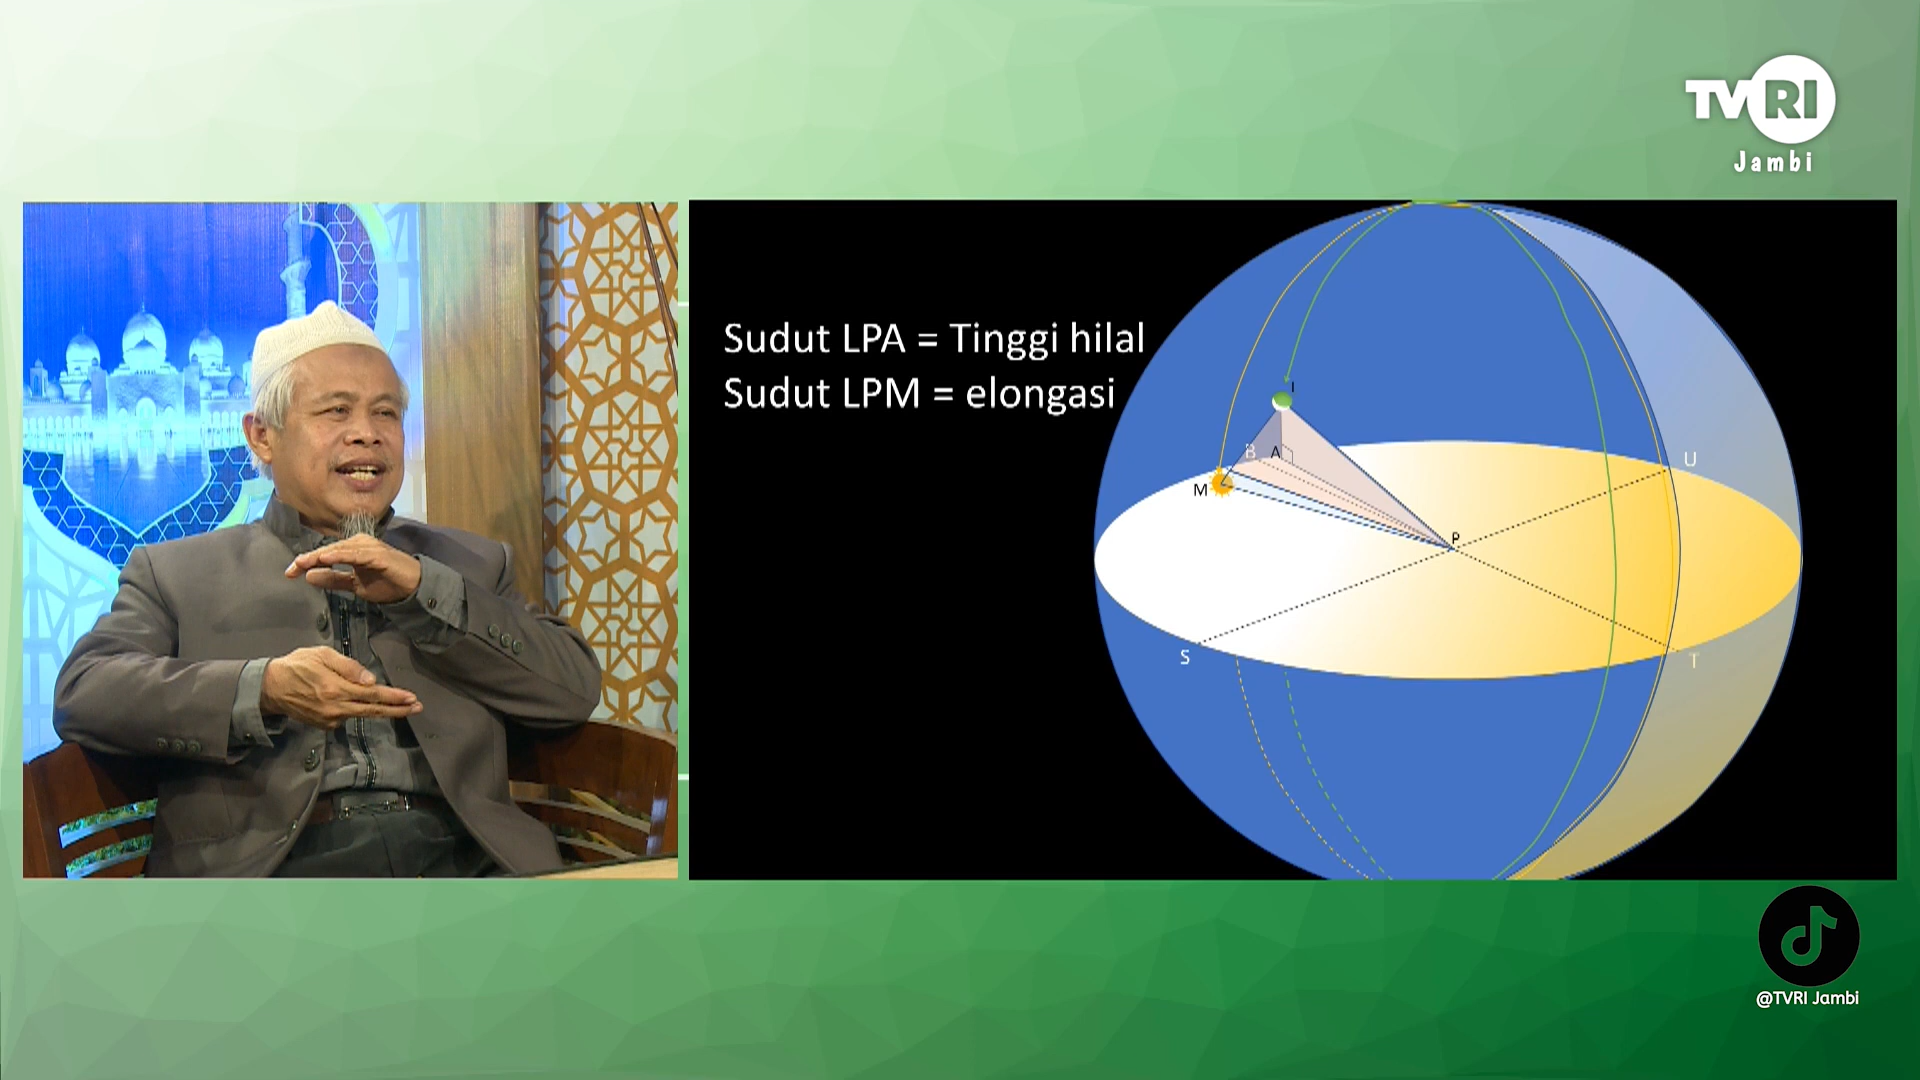 TVRI
Jambi
Sudut LPA = Tinggi hilal
Sudut LPM = elongasi
B
A
M
U
P
S
T
@TVRI Jambi